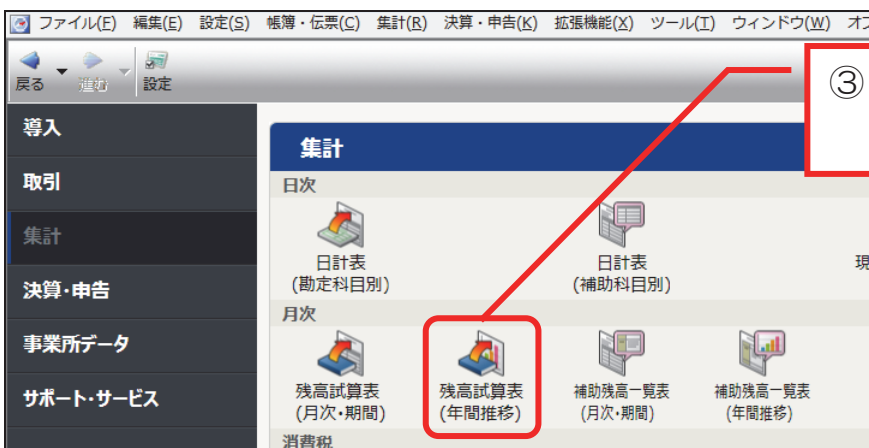 ファイル(F) 編集(E) 設定(S) 帳簿・伝票(C) 集計(R) 決算・申告(K) 拡張機能(X) ツール(T) ウィンドウ(W) オ
戻る 進む 設定
③
導入
取引
集計
決算・申告
事業所データ
サポート・サービス
集計
日次
日計表
(勘定科目別)
日計表
(補助科目別)
現
月次
残高試算表
(月次・期間)
残高試算表
(年間推移)
補助残高一覧表
(月次・期間)
補助残高一覧表
(年間推移)
消費税